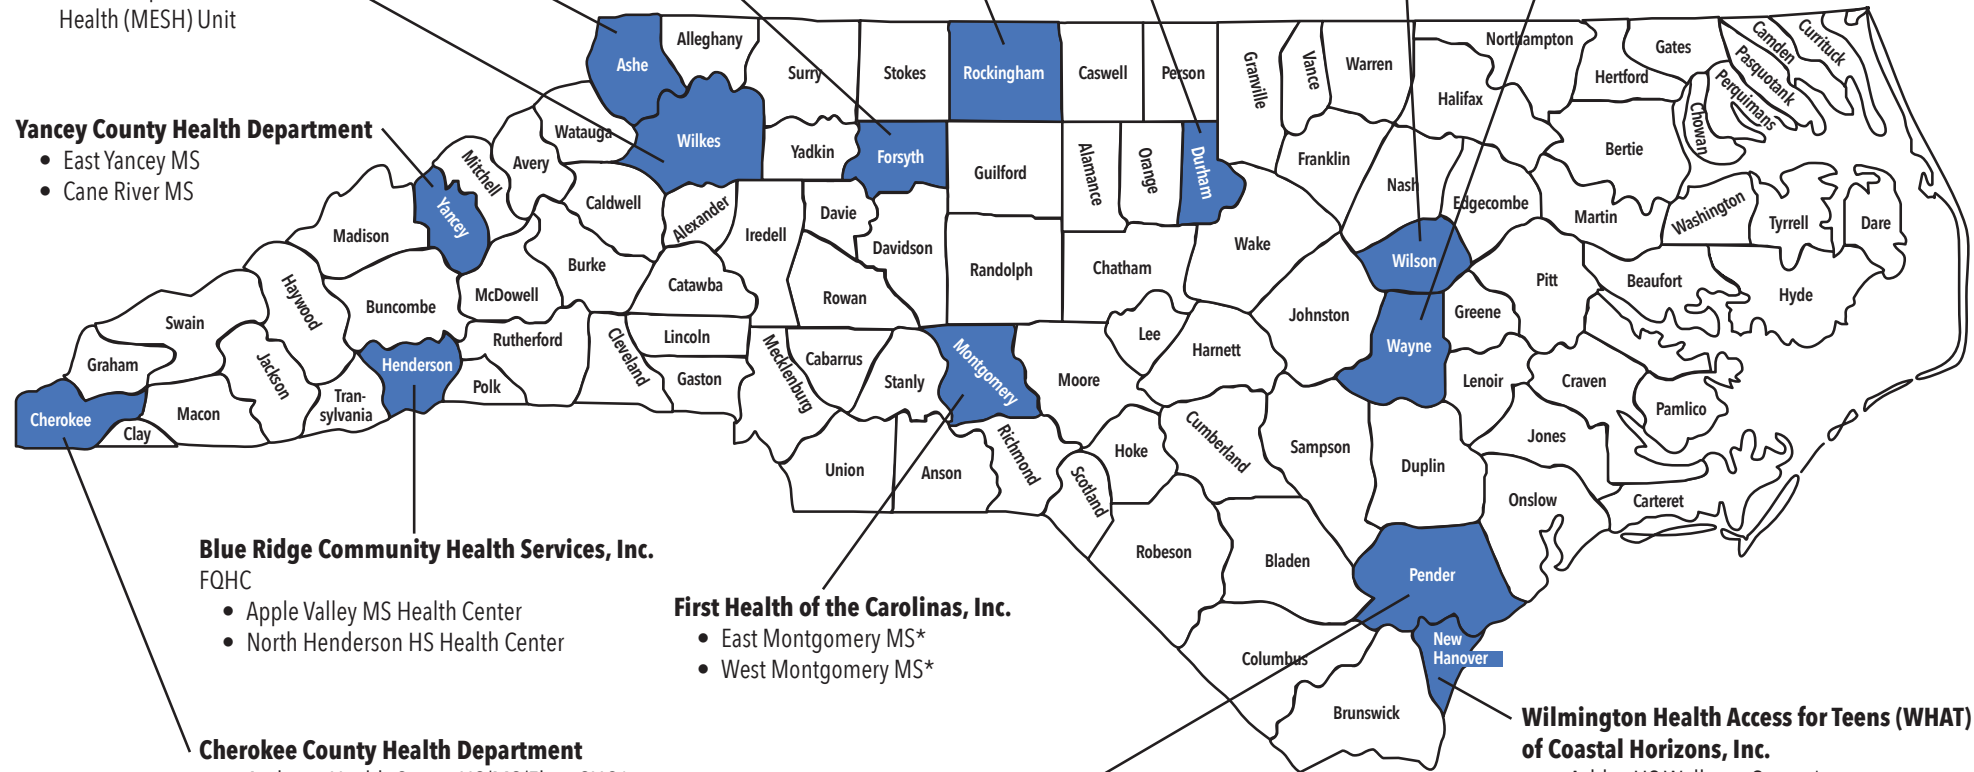 Health (MESH) Unit
Yancey County Health Department
• East Yancey MS
• Cane River MS
Ashe
Alleghany
Surry
Stokes
Rockingham
Caswell
Person
Granville
Vance
Warren
Northampton
Halifax
Hertford
Gates
Camden
Currituck
Pasquotank
Perquimans
Chowan
Watauga
Wilkes
Yadkin
Forsyth
Guilford
Alamance
Orange
Durham
Franklin
Nash
Edgecombe
Bertie
Martin
Washington
Tyrrell
Dare
Mitchell
Avery
Caldwell
Alexander
Iredell
Davie
Davidson
Randolph
Chatham
Wake
Wilson
Pitt
Beaufort
Hyde
Madison
Yancey
Burke
McDowell
Catawba
Rowan
Johnston
Greene
Wayne
Haywood
Buncombe
Swain
Graham
Jackson
Henderson
Rutherford
Polk
Cleveland
Lincoln
Gaston
Mecklenburg
Cabarrus
Stanly
Montgomery
Moore
Lee
Harnett
Lenoir
Craven
Pamlico
Cherokee
Clay
Macon
Tran-
sylvania
Union
Anson
Richmond
Scotland
Hoke
Cumberland
Sampson
Duplin
Jones
Onslow
Carteret
Robeson
Bladen
Pender
Columbus
Brunswick
New
Hanover
Blue Ridge Community Health Services, Inc.
FQHC
• Apple Valley MS Health Center
• North Henderson HS Health Center
First Health of the Carolinas, Inc.
• East Montgomery MS*
• West Montgomery MS*
Cherokee County Health Department
Wilmington Health Access for Teens (WHAT)
of Coastal Horizons, Inc.